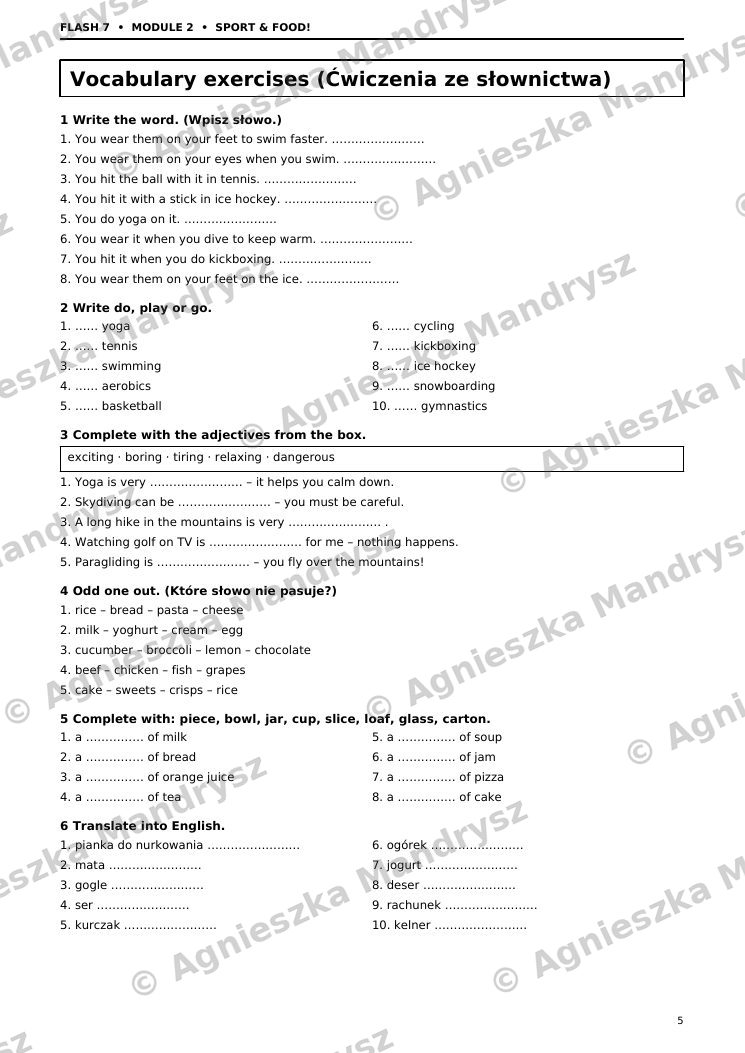 FLASH 7 • MODULE 2 • SPORT & FOOD!
Vocabulary exercises (Ćwiczenia ze słownictwa)
1 Write the word. (Wpisz słowo.)
1. You wear them on your feet to swim faster. ……………………
2. You wear them on your eyes when you swim. ……………………
3. You hit the ball with it in tennis. ……………………
4. You hit it with a stick in ice hockey. ……………………
5. You do yoga on it. ……………………
6. You wear it when you dive to keep warm. ……………………
7. You hit it when you do kickboxing. ……………………
8. You wear them on your feet on the ice. ……………………
2 Write do, play or go.
1. …… yoga
2. …… tennis
3. …… swimming
4. …… aerobics
5. …… basketball
6. …… cycling
7. …… kickboxing
8. …… ice hockey
9. …… snowboarding
10. …… gymnastics
3 Complete with the adjectives from the box.
exciting · boring · tiring · relaxing · dangerous
1. Yoga is very …………………… – it helps you calm down.
2. Skydiving can be …………………… – you must be careful.
3. A long hike in the mountains is very …………………… .
4. Watching golf on TV is …………………… for me – nothing happens.
5. Paragliding is …………………… – you fly over the mountains!
4 Odd one out. (Które słowo nie pasuje?)
1. rice – bread – pasta – cheese
2. milk – yoghurt – cream – egg
3. cucumber – broccoli – lemon – chocolate
4. beef – chicken – fish – grapes
5. cake – sweets – crisps – rice
5 Complete with: piece, bowl, jar, cup, slice, loaf, glass, carton.
1. a …………… of milk
2. a …………… of bread
3. a …………… of orange juice
4. a …………… of tea
5. a …………… of soup
6. a …………… of jam
7. a …………… of pizza
8. a …………… of cake
6 Translate into English.
1. pianka do nurkowania ……………………
2. mata ……………………
3. gogle ……………………
4. ser ……………………
5. kurczak ……………………
6. ogórek ……………………
7. jogurt ……………………
8. deser ……………………
9. rachunek ……………………
10. kelner ……………………
5
© Agnieszka Mandrysz